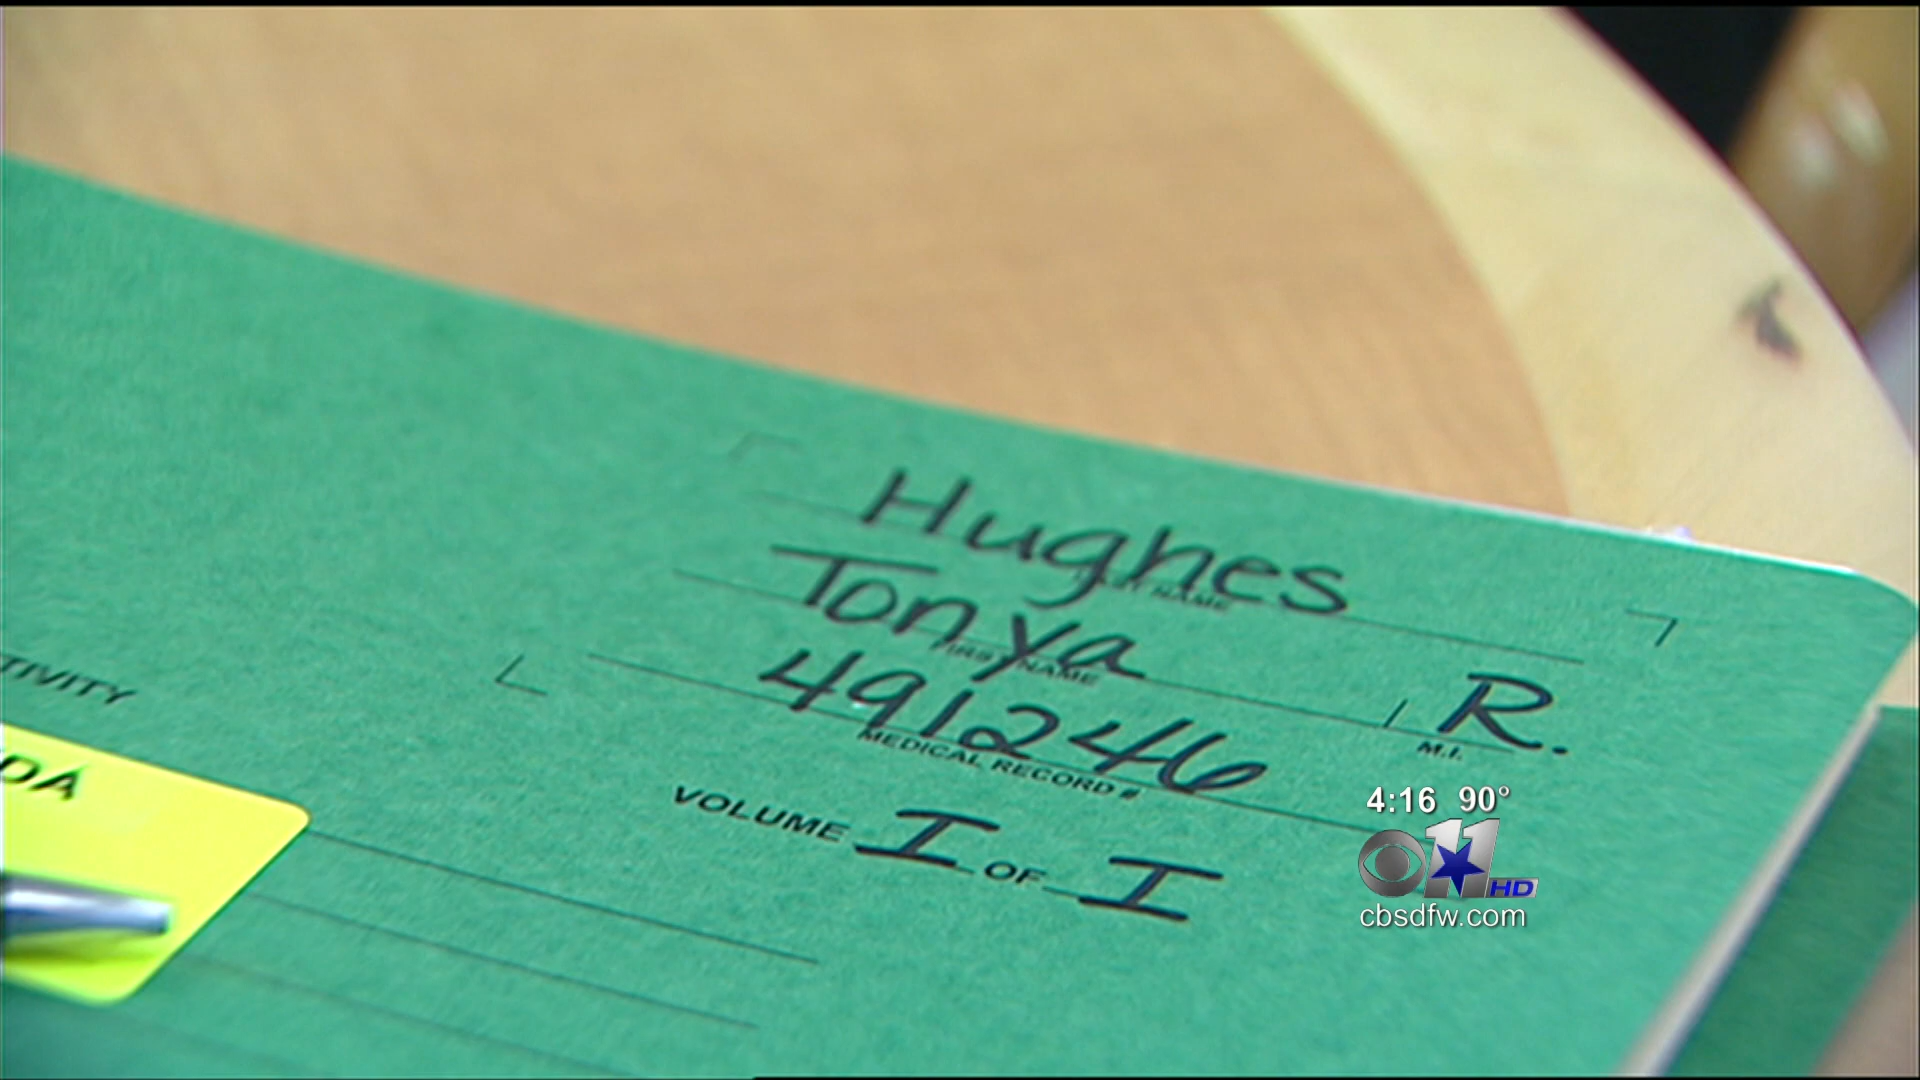 Hughes
LAST NAME
Tonya R.
FIRST NAME M.I.
491246
MEDICAL RECORD #
VOLUME I OF I
TIVITY
DA
4:16 90°
11 HD
cbsdfw.com